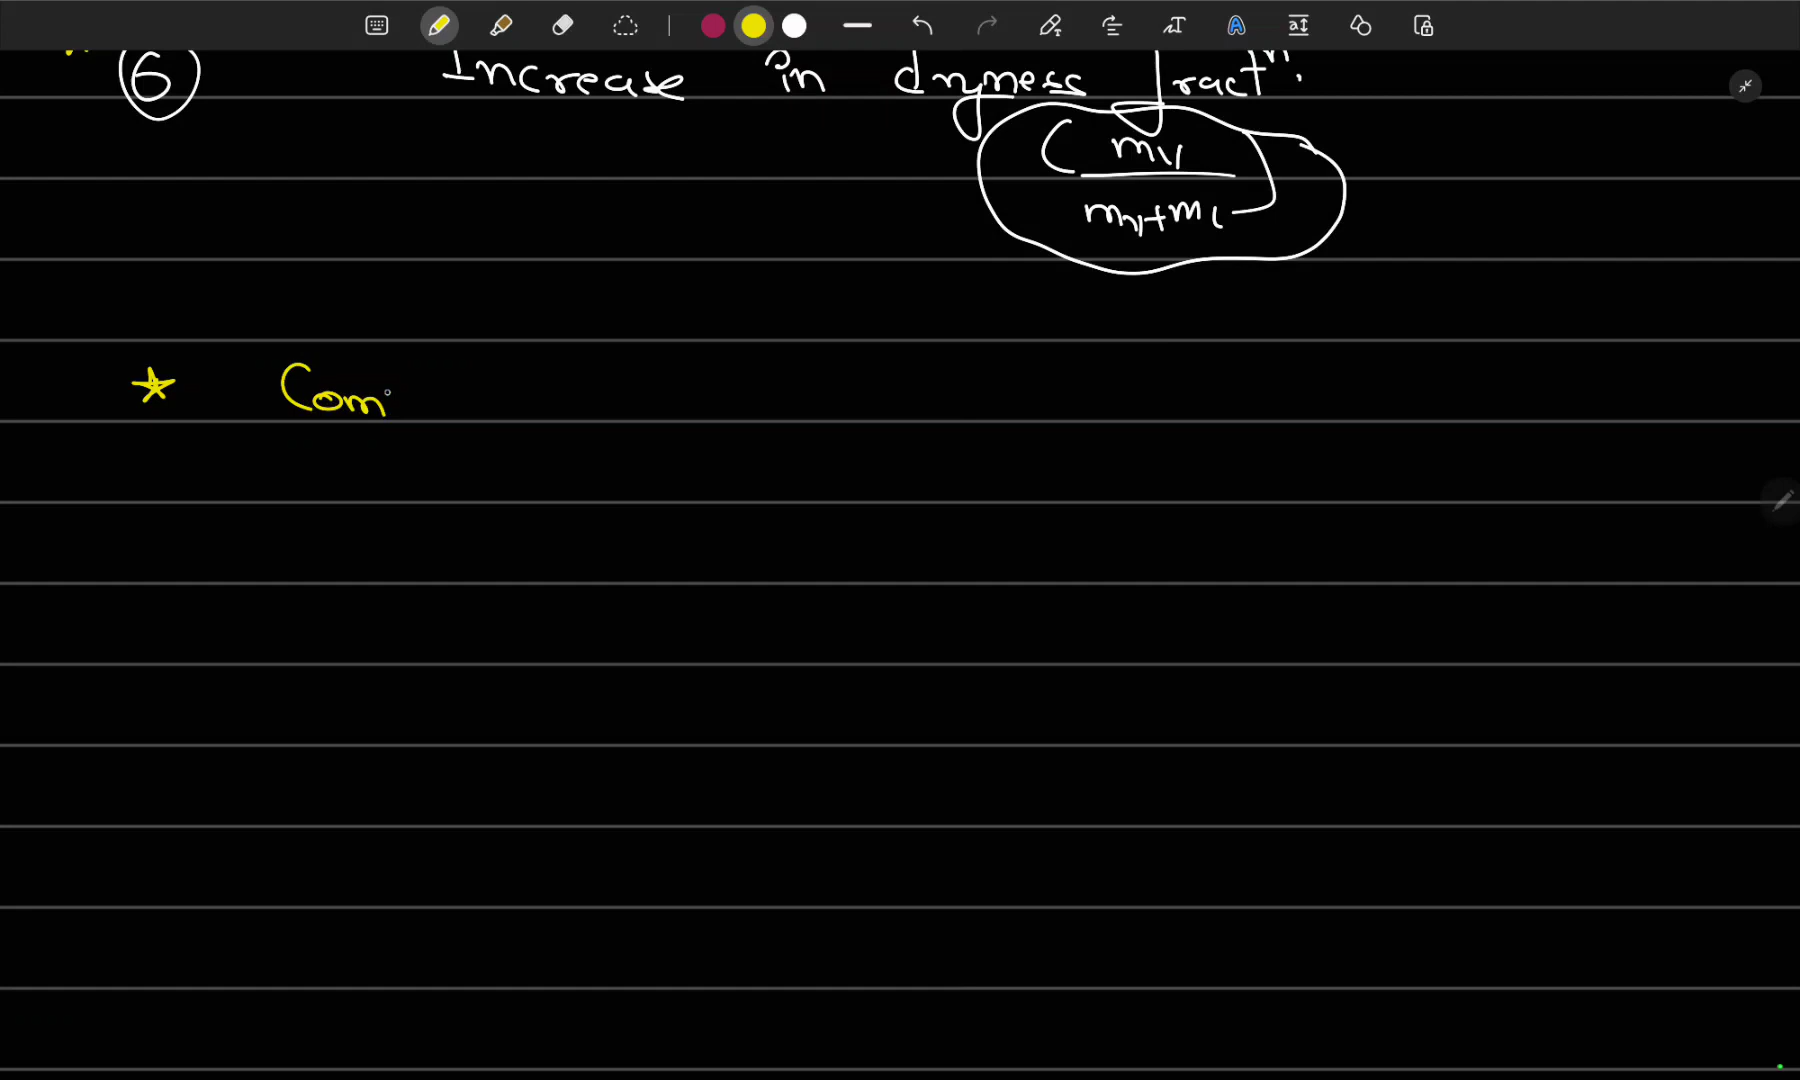 6 Increase in dryness fractⁿ.
(mv
mv+mL)
* Com